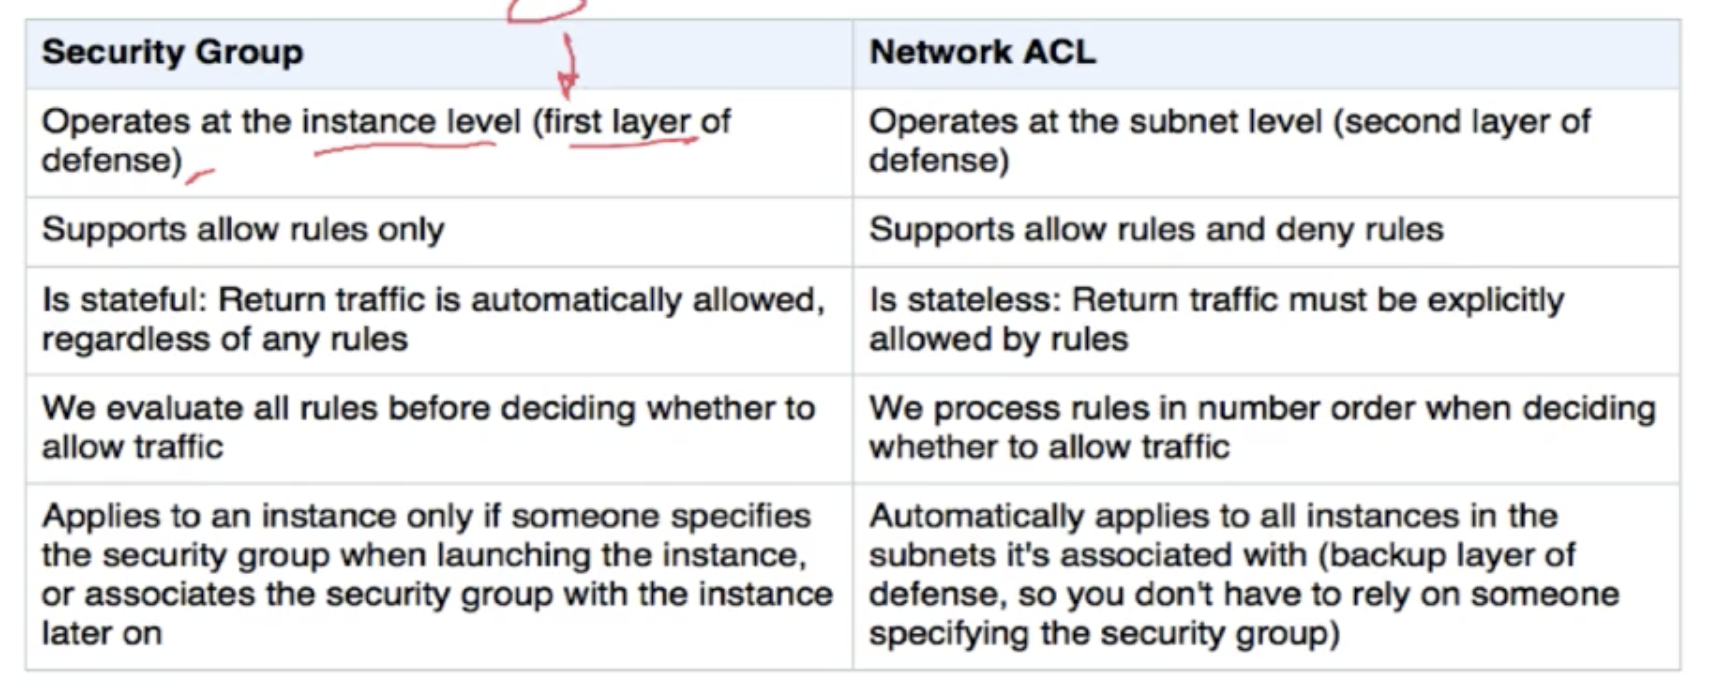 Security Group
Network ACL
Operates at the instance level (first layer of
defense)
Operates at the subnet level (second layer of
defense)
Supports allow rules only
Supports allow rules and deny rules
Is stateful: Return traffic is automatically allowed,
regardless of any rules
Is stateless: Return traffic must be explicitly
allowed by rules
We evaluate all rules before deciding whether to
allow traffic
We process rules in number order when deciding
whether to allow traffic
Applies to an instance only if someone specifies
the security group when launching the instance,
or associates the security group with the instance
later on
Automatically applies to all instances in the
subnets it's associated with (backup layer of
defense, so you don't have to rely on someone
specifying the security group)